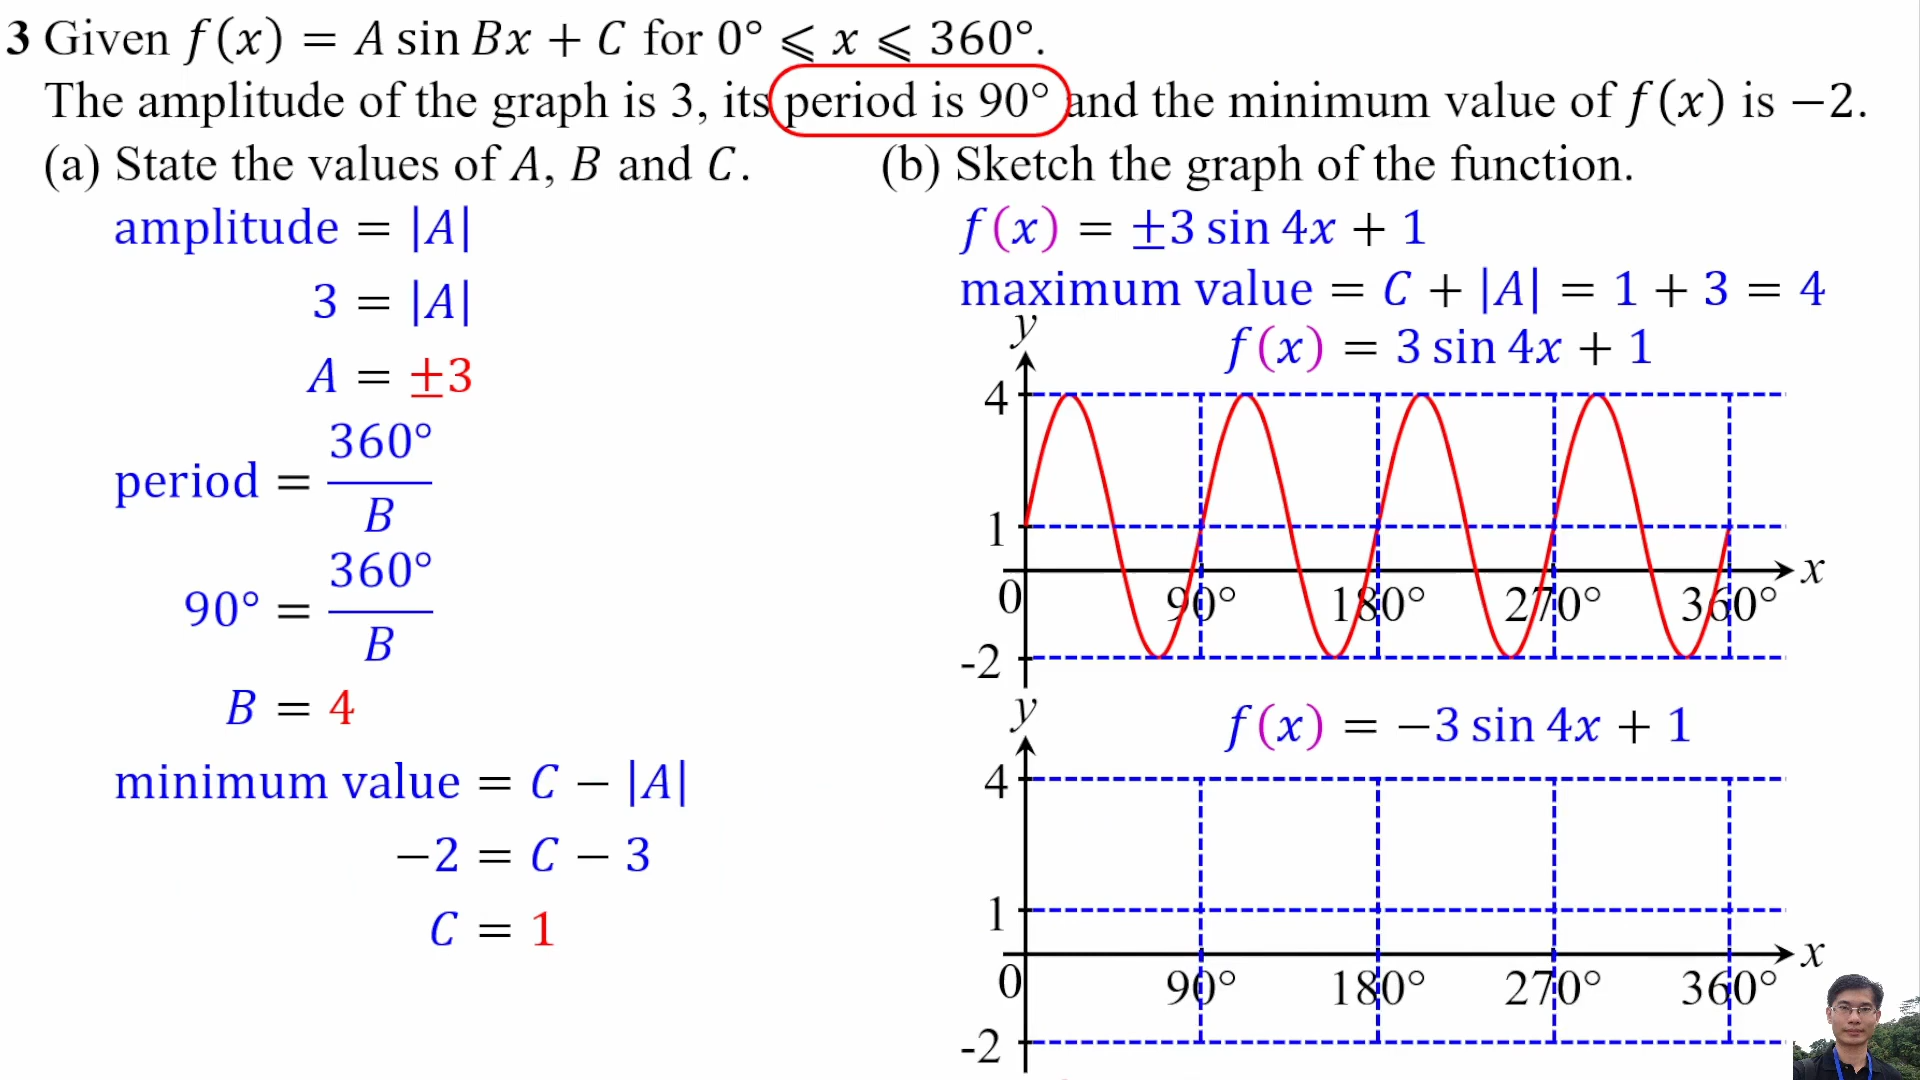 3 Given f(x) = A sin Bx + C for 0° ⩽ x ⩽ 360°.
The amplitude of the graph is 3, its period is 90° and the minimum value of f(x) is −2.
(a) State the values of A, B and C.
amplitude = |A|
3 = |A|
A = ±3
period = 360°/B
90° = 360°/B
B = 4
minimum value = C − |A|
−2 = C − 3
C = 1
(b) Sketch the graph of the function.
f(x) = ±3 sin 4x + 1
maximum value = C + |A| = 1 + 3 = 4
y
f(x) = 3 sin 4x + 1
4
1
x
0 90° 180° 270° 360°
-2
y
f(x) = −3 sin 4x + 1
4
1
x
0 90° 180° 270° 360°
-2